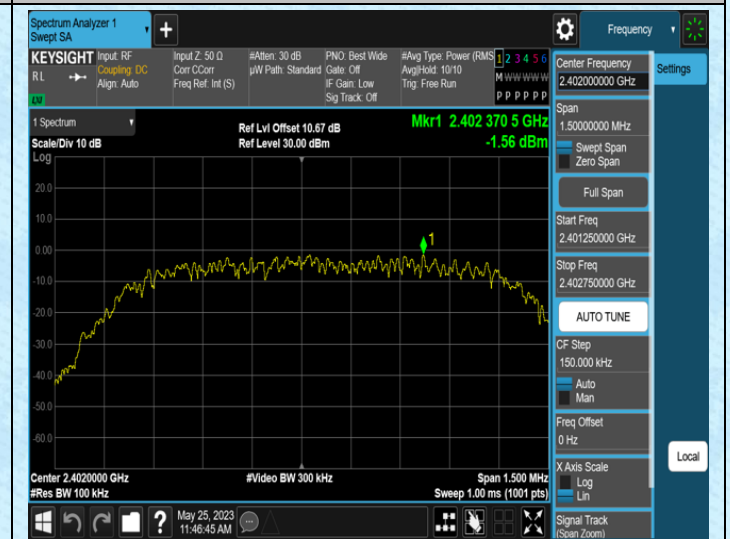 Spectrum Analyzer 1
Swept SA
+
Frequency
KEYSIGHT
RL
Input: RF
Coupling: DC
Align: Auto
Input Z: 50 Ω
Corr CCorr
Freq Ref: Int (S)
#Atten: 30 dB
µW Path: Standard
PNO: Best Wide
Gate: Off
IF Gain: Low
Sig Track: Off
#Avg Type: Power (RMS
Avg|Hold: 10/10
Trig: Free Run
1 2 3 4 5 6
M W W W W W
P P P P P P
1 Spectrum
Scale/Div 10 dB
Log
Ref Lvl Offset 10.67 dB
Ref Level 30.00 dBm
Mkr1 2.402 370 5 GHz
-1.56 dBm
20.0
10.0
0.00
-10.0
-20.0
-30.0
-40.0
-50.0
-60.0
1
Center 2.4020000 GHz
#Res BW 100 kHz
#Video BW 300 kHz
Span 1.500 MHz
Sweep 1.00 ms (1001 pts)
?
May 25, 2023
11:46:45 AM
Center Frequency
2.402000000 GHz
Span
1.50000000 MHz
Swept Span
Zero Span
Full Span
Start Freq
2.401250000 GHz
Stop Freq
2.402750000 GHz
AUTO TUNE
CF Step
150.000 kHz
Auto
Man
Freq Offset
0 Hz
X Axis Scale
Log
Lin
Signal Track
(Span Zoom)
Settings
Local